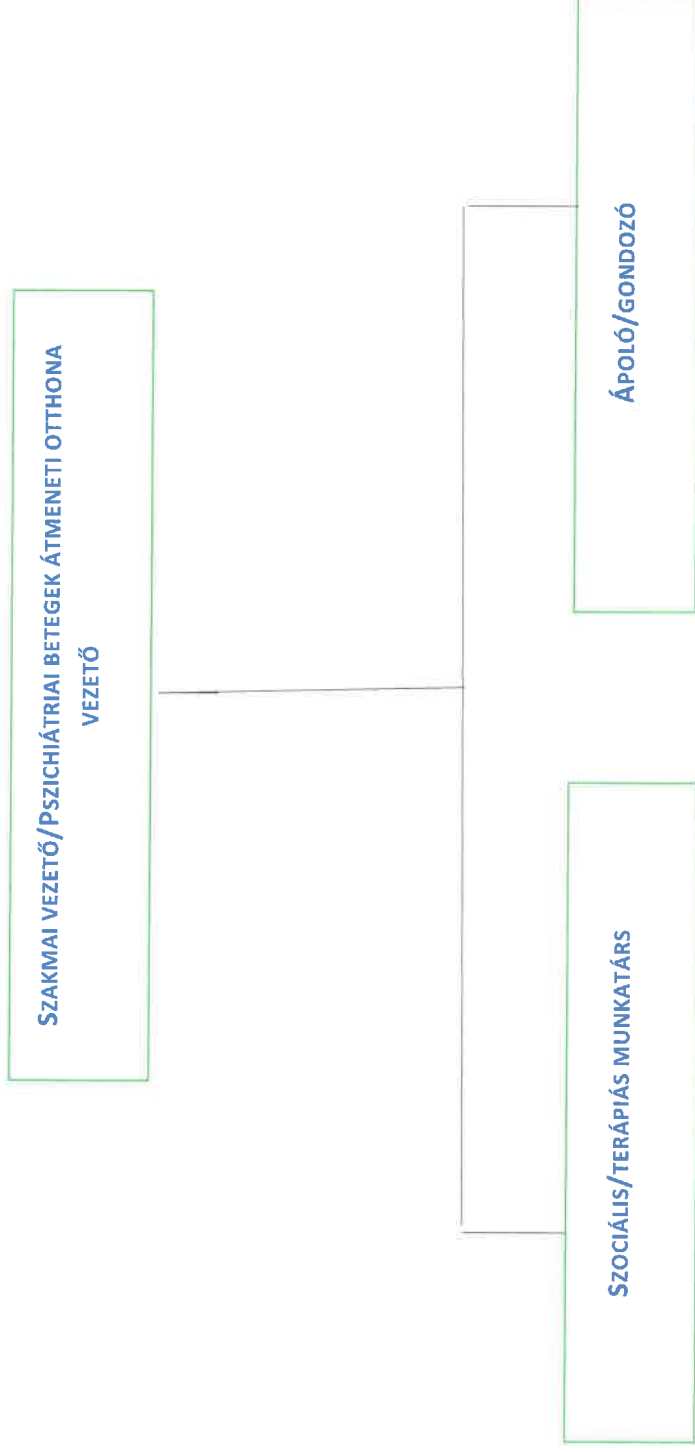 SZAKMAI VEZETŐ/PSZICHIÁTRIAI BETEGEK ÁTMENETI OTTHONA
VEZETŐ
SZOCIÁLIS/TERÁPIÁS MUNKATÁRS
ÁPOLÓ/GONDOZÓ